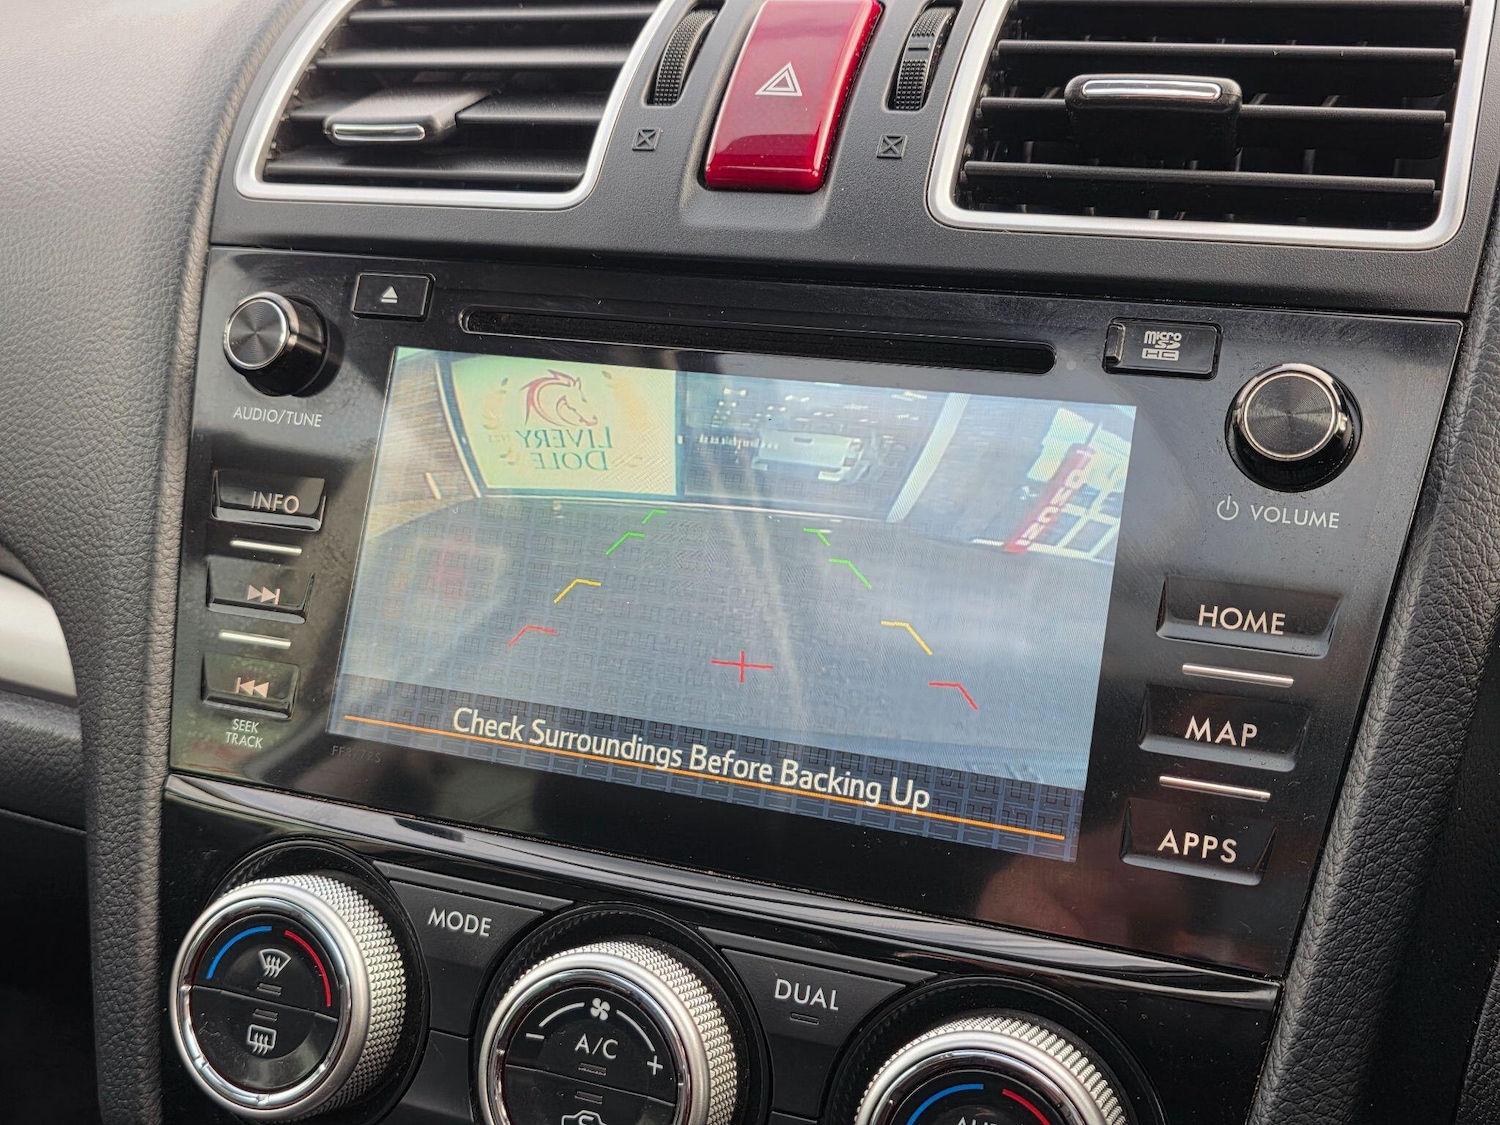 micro
SD
HC
AUDIO/TUNE
LIVERY
DOLE
INFO
VOLUME
HOME
SEEK
TRACK
MAP
Check Surroundings Before Backing Up
APPS
MODE
DUAL
A/C